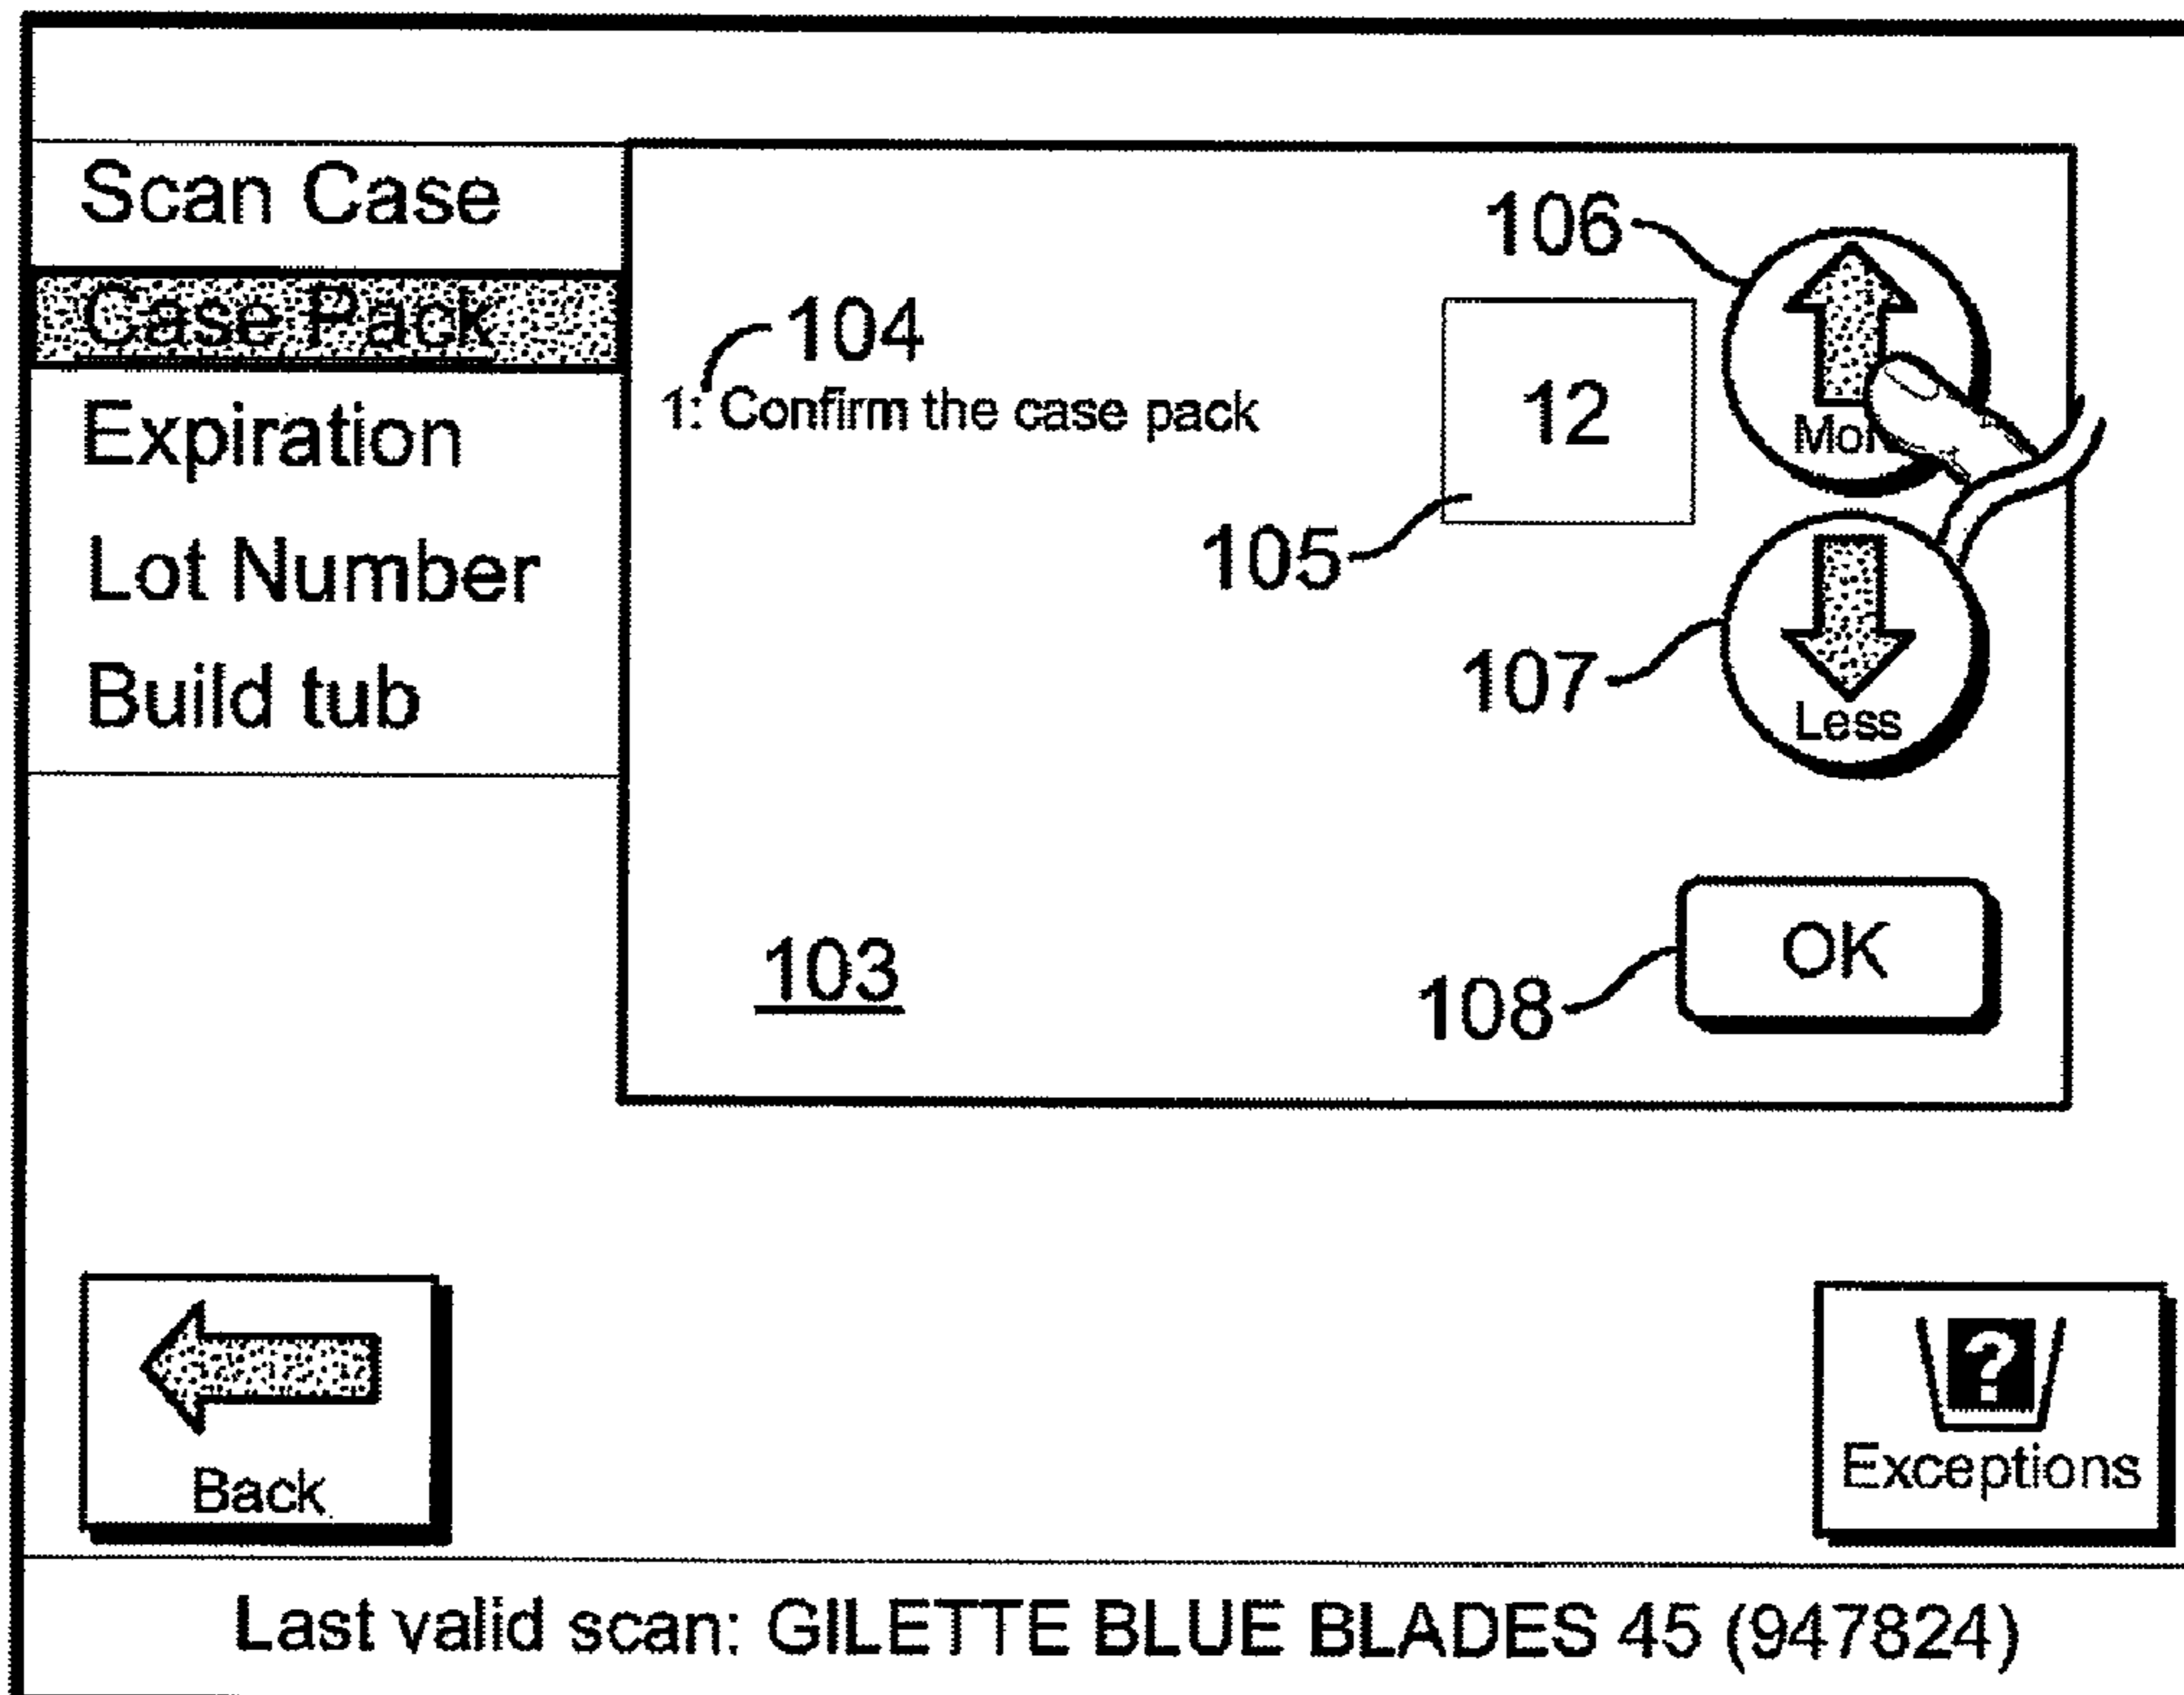 Scan Case
Case Pack
Expiration
Lot Number
Build tub
106
104
1: Confirm the case pack
12
105
107
Less
OK
103
108
Back
Exceptions
?
Last valid scan: GILETTE BLUE BLADES 45 (947824)